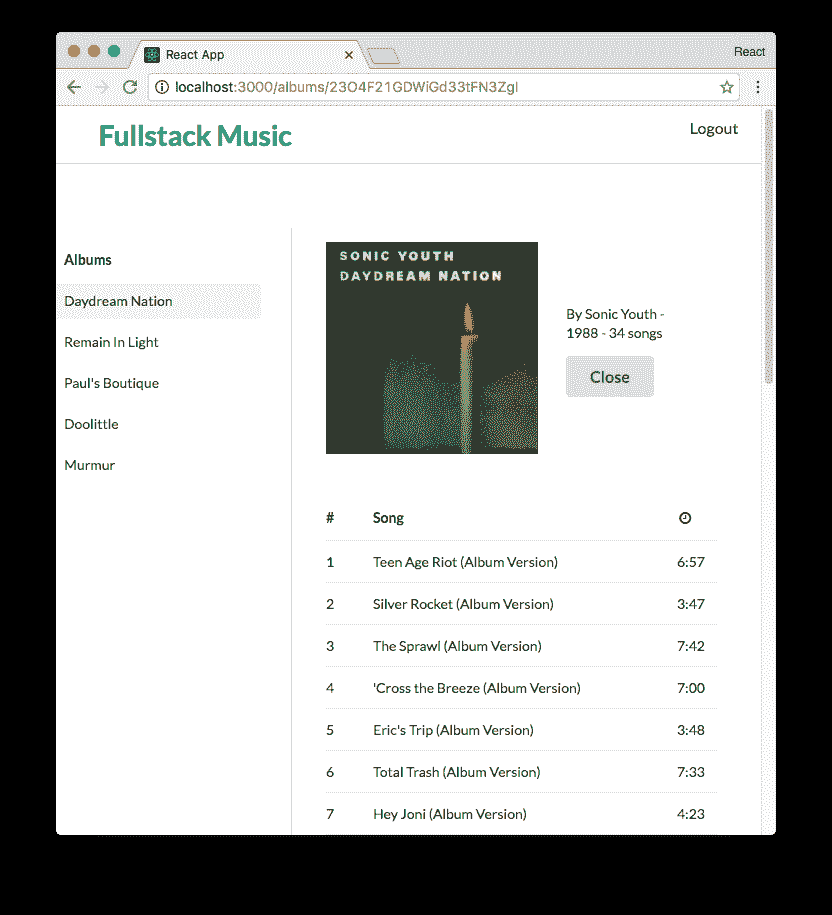 React App
React
localhost:3000/albums/23O4F21GDWiGd33tFN3Zgl
Fullstack Music
Logout
Albums
Daydream Nation
Remain In Light
Paul's Boutique
Doolittle
Murmur
SONIC YOUTH
DAYDREAM NATION
By Sonic Youth -
1988 - 34 songs
Close
# Song
1 Teen Age Riot (Album Version) 6:57
2 Silver Rocket (Album Version) 3:47
3 The Sprawl (Album Version) 7:42
4 'Cross the Breeze (Album Version) 7:00
5 Eric's Trip (Album Version) 3:48
6 Total Trash (Album Version) 7:33
7 Hey Joni (Album Version) 4:23